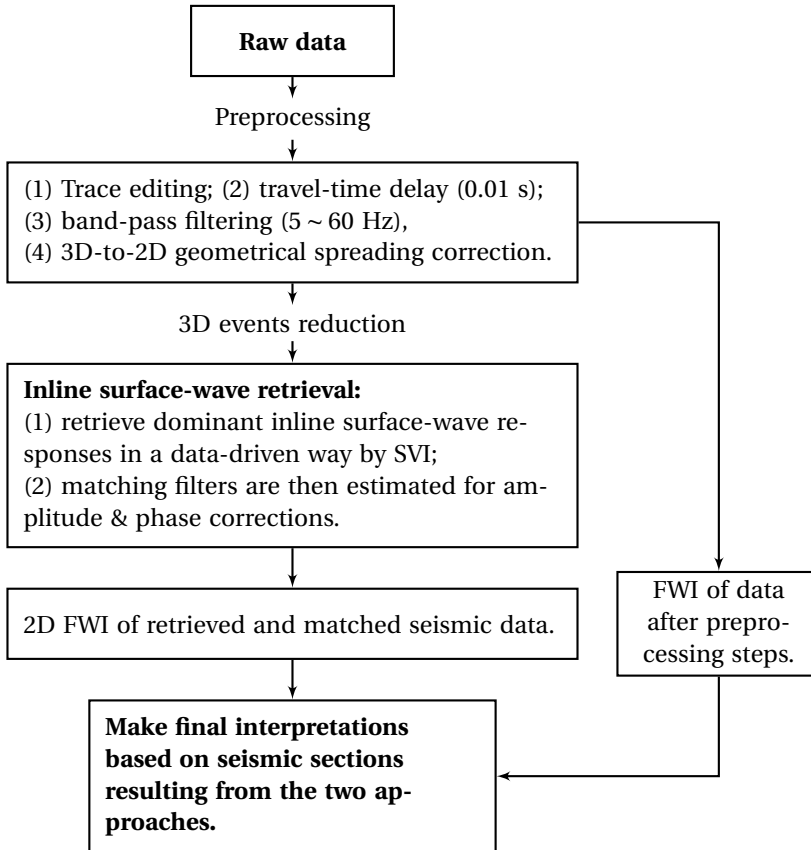 Raw data
Preprocessing
(1) Trace editing; (2) travel-time delay (0.01 s);
(3) band-pass filtering (5 ~ 60 Hz),
(4) 3D-to-2D geometrical spreading correction.
3D events reduction
Inline surface-wave retrieval:
(1) retrieve dominant inline surface-wave re-
sponses in a data-driven way by SVI;
(2) matching filters are then estimated for am-
plitude & phase corrections.
2D FWI of retrieved and matched seismic data.
FWI of data
after prepro-
cessing steps.
Make final interpretations
based on seismic sections
resulting from the two ap-
proaches.